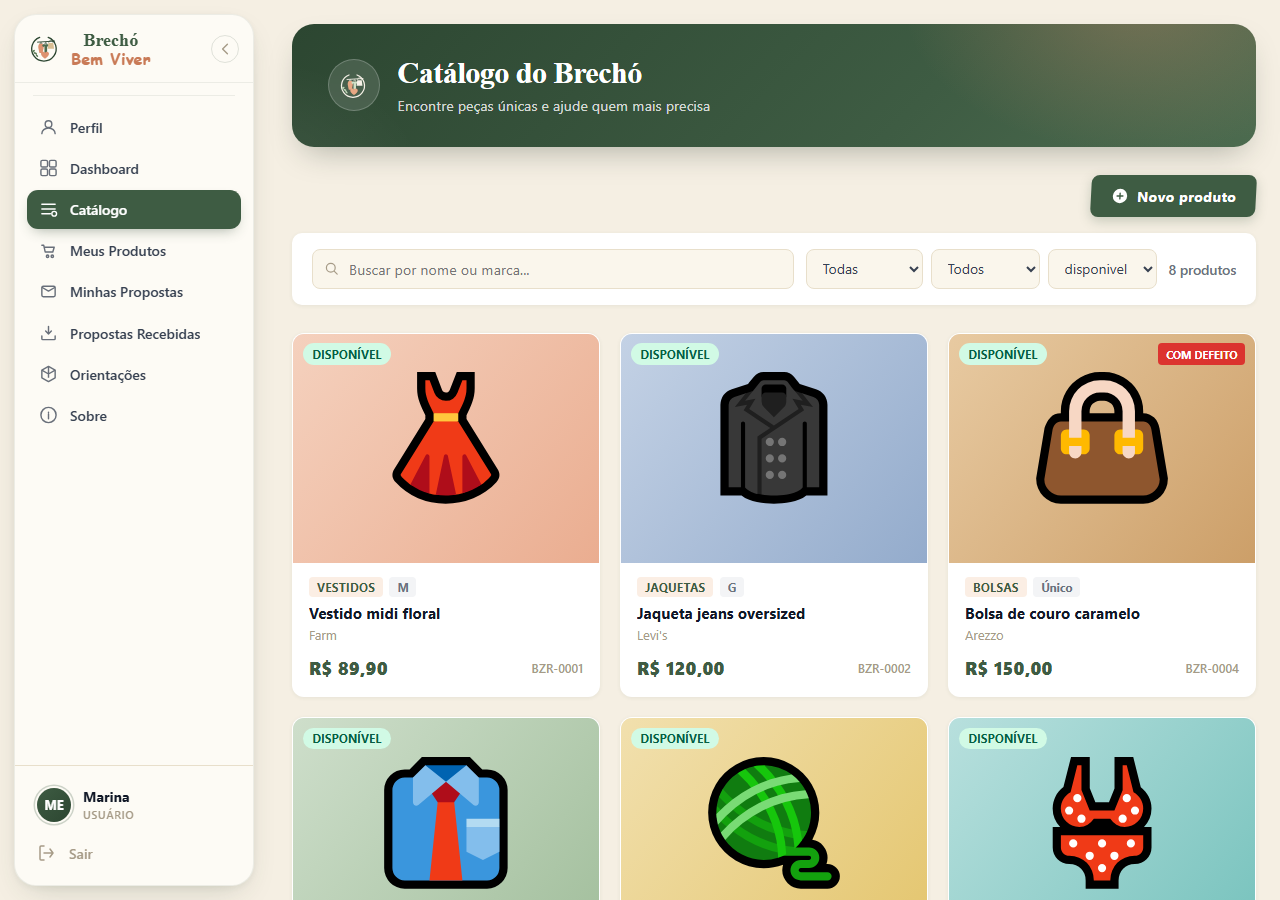 Brechó
Bem Viver
Perfil
Dashboard
Catálogo
Meus Produtos
Minhas Propostas
Propostas Recebidas
Orientações
Sobre
ME
Marina
USUÁRIO
Sair
Catálogo do Brechó
Encontre peças únicas e ajude quem mais precisa
Novo produto
Buscar por nome ou marca...
Todas
Todos
disponivel
8 produtos
DISPONÍVEL
VESTIDOS M
Vestido midi floral
Farm
R$ 89,90 BZR-0001
DISPONÍVEL
JAQUETAS G
Jaqueta jeans oversized
Levi's
R$ 120,00 BZR-0002
DISPONÍVEL
COM DEFEITO
BOLSAS Único
Bolsa de couro caramelo
Arezzo
R$ 150,00 BZR-0004
DISPONÍVEL
DISPONÍVEL
DISPONÍVEL